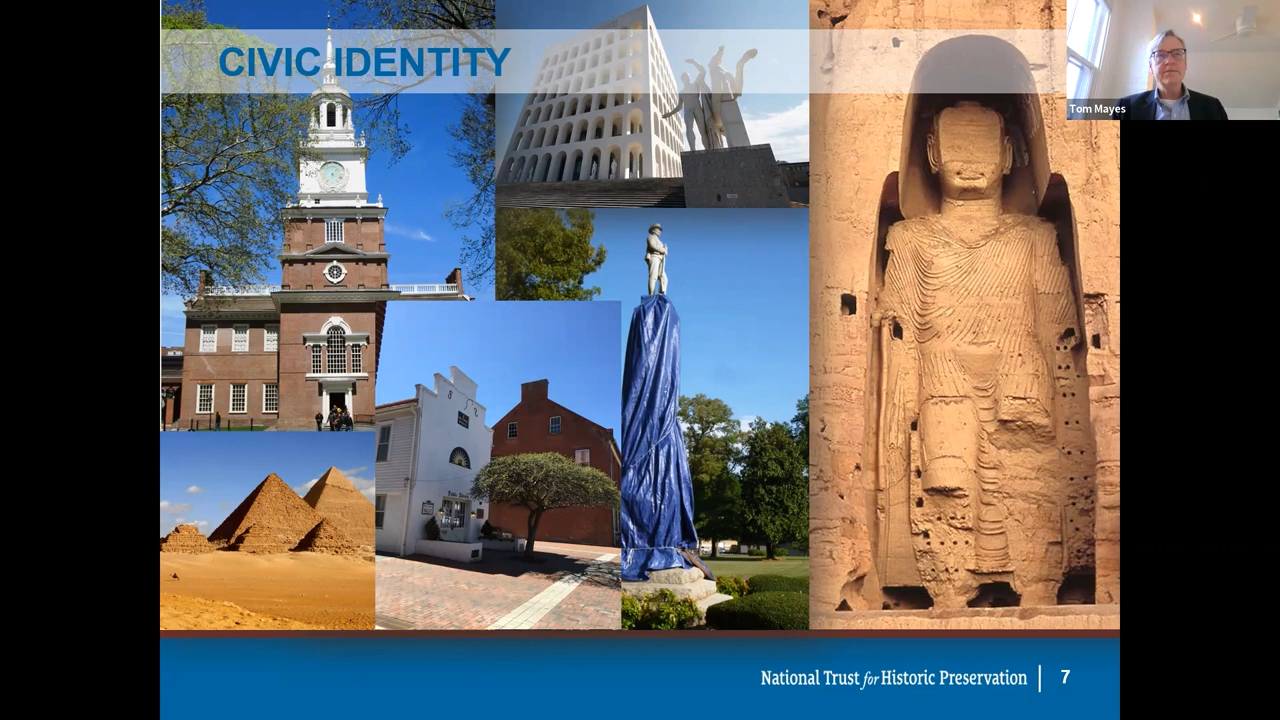 CIVIC IDENTITY
Tom Mayes
National Trust for Historic Preservation
7